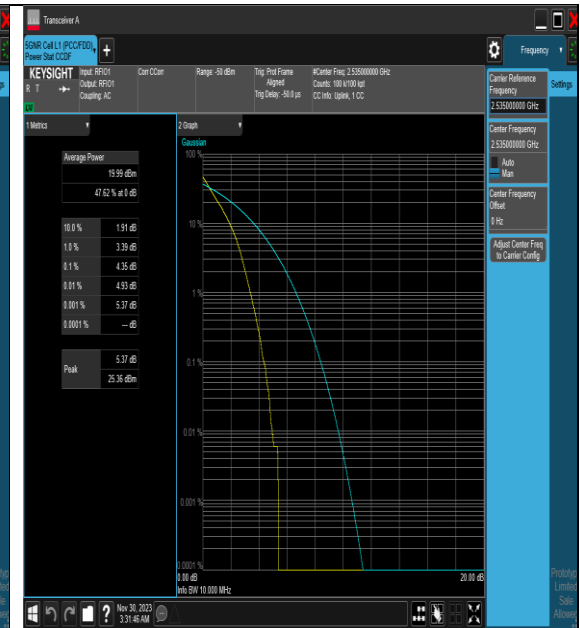 Transceiver A
5GNR Cell L1 (PCC/FDD),
Power Stat CCDF
Frequency
KEYSIGHT
R T
LM
Input: RFIO1
Output: RFIO1
Coupling: AC
Corr CCorr
Range: -50 dBm
Trig: Prot Frame
Aligned
Trig Delay: -50.0 µs
#Center Freq: 2.535000000 GHz
Counts: 100 k/100 kpt
CC Info: Uplink, 1 CC
Carrier Reference
Frequency
2.535000000 GHz
Settings
Center Frequency
2.535000000 GHz
Auto
Man
Center Frequency
Offset
0 Hz
Adjust Center Freq
to Carrier Config
1 Metrics
Average Power
19.99 dBm
47.62 % at 0 dB
10.0 % 1.91 dB
1.0 % 3.39 dB
0.1 % 4.35 dB
0.01 % 4.93 dB
0.001 % 5.37 dB
0.0001 % --- dB
Peak
5.37 dB
25.36 dBm
2 Graph
Gaussian
100 %
10 %
1 %
0.1 %
0.01 %
0.001 %
0.0001 %
0.00 dB
20.00 dB
Info BW 10.000 MHz
Nov 30, 2023
3:31:46 AM